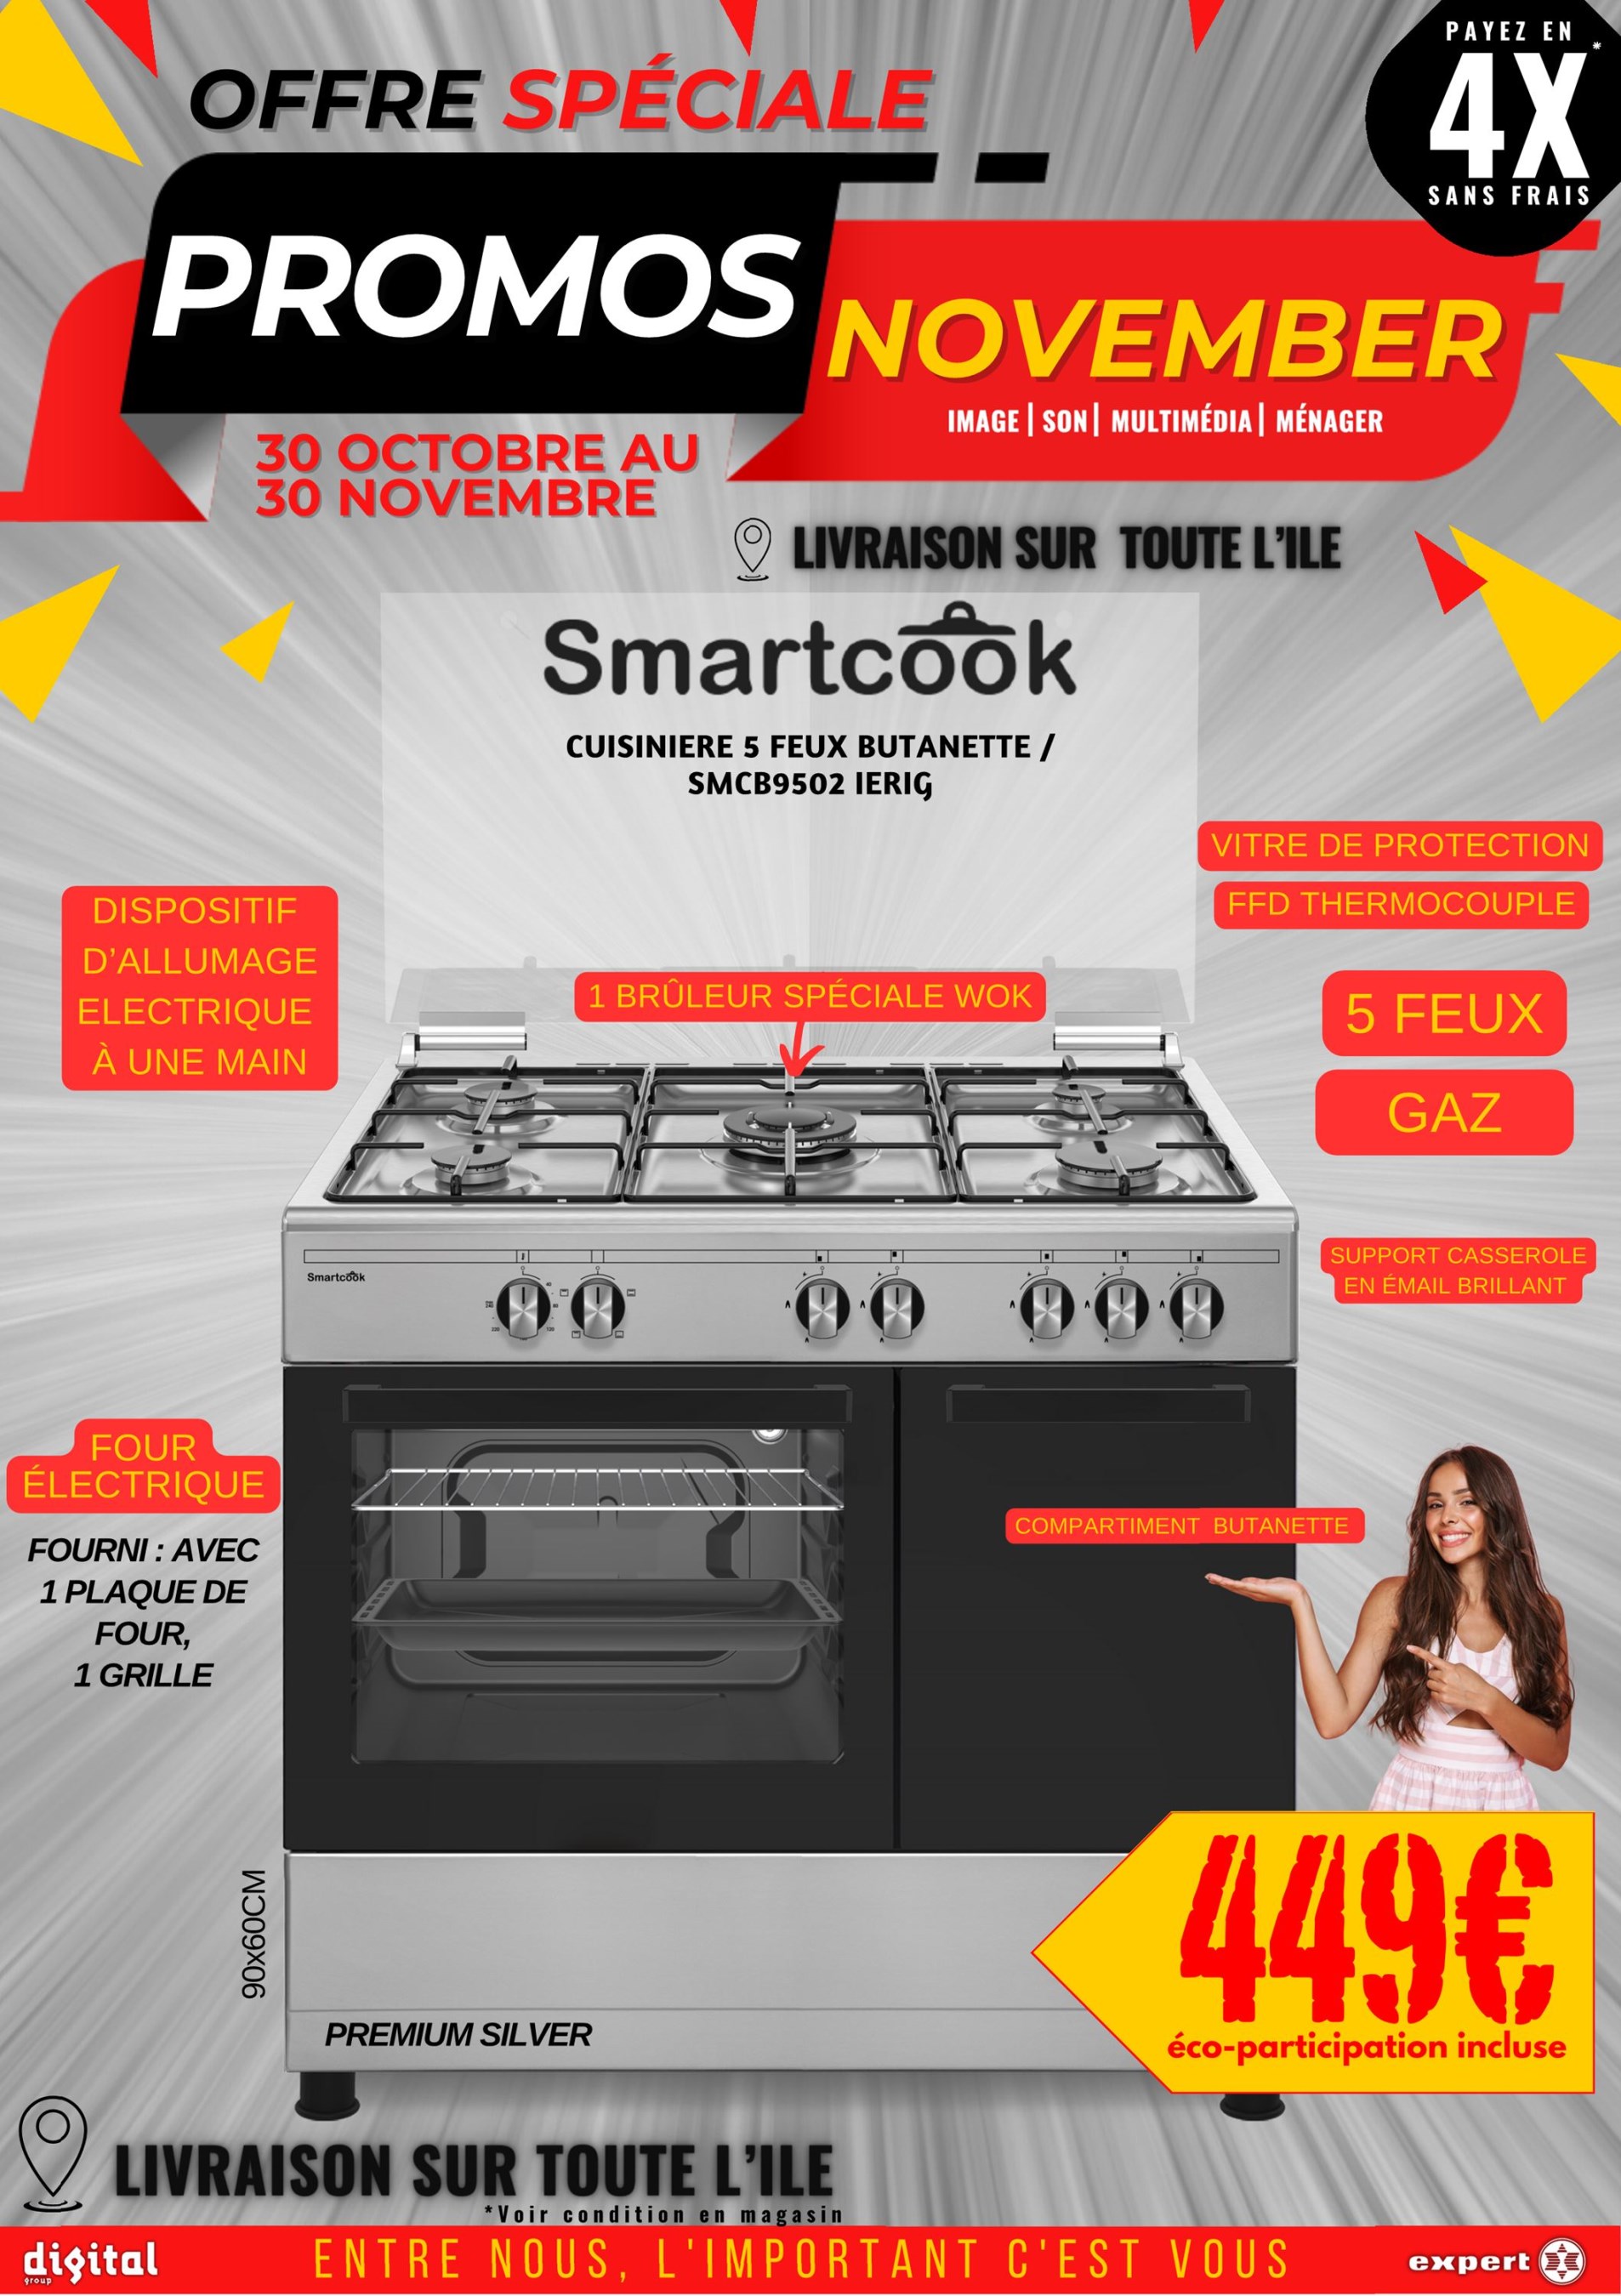 PAYEZ EN
4X*
SANS FRAIS
OFFRE SPÉCIALE
PROMOS
NOVEMBER
IMAGE | SON | MULTIMÉDIA | MÉNAGER
30 OCTOBRE AU
30 NOVEMBRE
LIVRAISON SUR TOUTE L'ILE
Smartcook
CUISINIERE 5 FEUX BUTANETTE /
SMCB9502 IERIG
VITRE DE PROTECTION
FFD THERMOCOUPLE
DISPOSITIF
D'ALLUMAGE
ELECTRIQUE
À UNE MAIN
1 BRÛLEUR SPÉCIALE WOK
5 FEUX
GAZ
SUPPORT CASSEROLE
EN ÉMAIL BRILLANT
Smartcook
FOUR
ÉLECTRIQUE
FOURNI : AVEC
1 PLAQUE DE
FOUR,
1 GRILLE
COMPARTIMENT BUTANETTE
90x60CM
449€
éco-participation incluse
PREMIUM SILVER
LIVRAISON SUR TOUTE L'ILE
*Voir condition en magasin
digital
group
ENTRE NOUS, L'IMPORTANT C'EST VOUS
expert